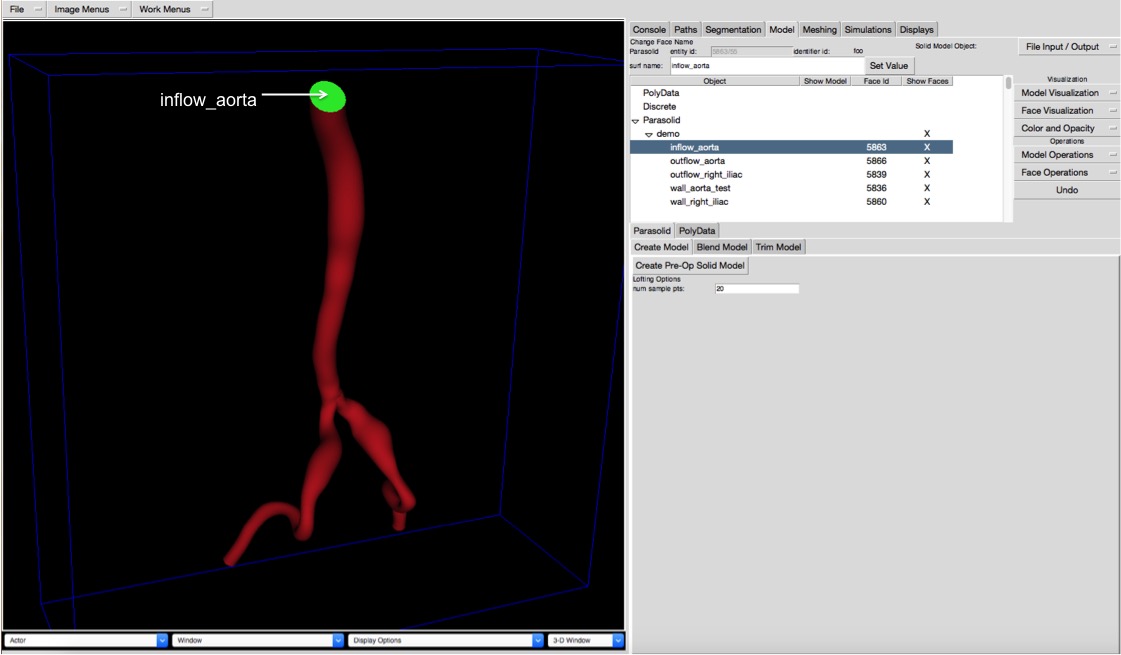 File Image Menus Work Menus
inflow_aorta
Actor Window Display Options 3-D Window
Console Paths Segmentation Model Meshing Simulations Displays
Change Face Name
Parasolid entity id: 5863/55 identifier id: foo Solid Model Object:
surf name: inflow_aorta Set Value
Object Show Model Face Id Show Faces
PolyData
Discrete
Parasolid
demo X
inflow_aorta 5863 X
outflow_aorta 5866 X
outflow_right_iliac 5839 X
wall_aorta_test 5836 X
wall_right_iliac 5860 X
File Input / Output
Visualization
Model Visualization
Face Visualization
Color and Opacity
Operations
Model Operations
Face Operations
Undo
Parasolid PolyData
Create Model Blend Model Trim Model
Create Pre-Op Solid Model
Lofting Options
num sample pts: 20